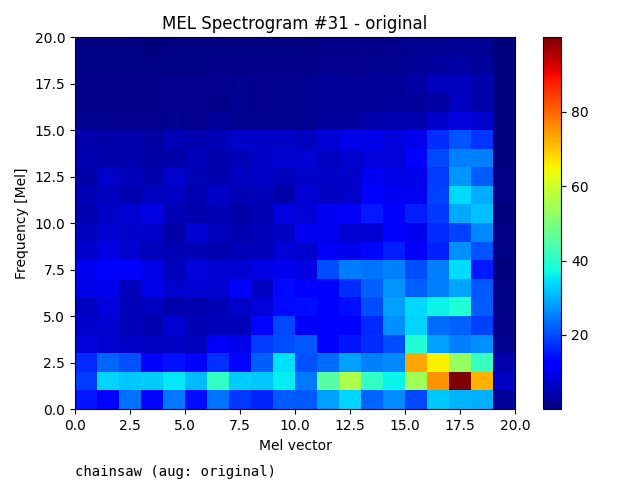 MEL Spectrogram #31 - original
20.0
17.5
15.0
12.5
10.0
7.5
5.0
2.5
0.0
Frequency [Mel]
0.0 2.5 5.0 7.5 10.0 12.5 15.0 17.5 20.0
Mel vector
80
60
40
20
chainsaw (aug: original)